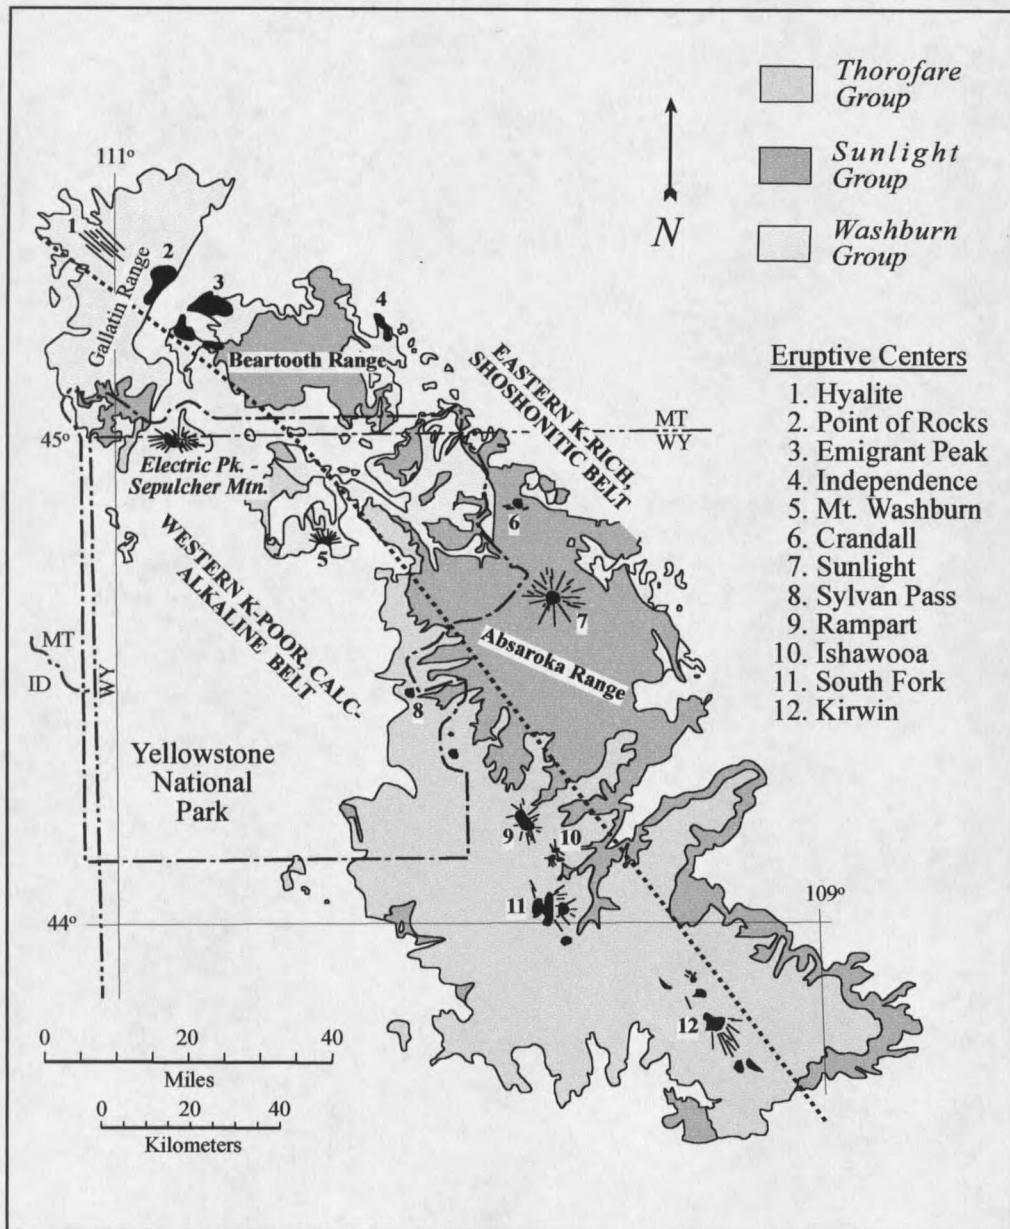 Thorofare
Group
Sunlight
Group
Washburn
Group
N
111º
1
2
3
4
Gallatin Range
Beartooth Range
EASTERN K-RICH,
SHOSHONITIC BELT
MT
WY
45º
Electric Pk. -
Sepulcher Mtn.
5
6
7
WESTERN K-POOR, CALC-
ALKALINE BELT
Absaroka Range
MT
ID
WY
8
Yellowstone
National
Park
9
10
11
12
44º
109º
Eruptive Centers
1. Hyalite
2. Point of Rocks
3. Emigrant Peak
4. Independence
5. Mt. Washburn
6. Crandall
7. Sunlight
8. Sylvan Pass
9. Rampart
10. Ishawooa
11. South Fork
12. Kirwin
0 20 40
Miles
0 20 40
Kilometers